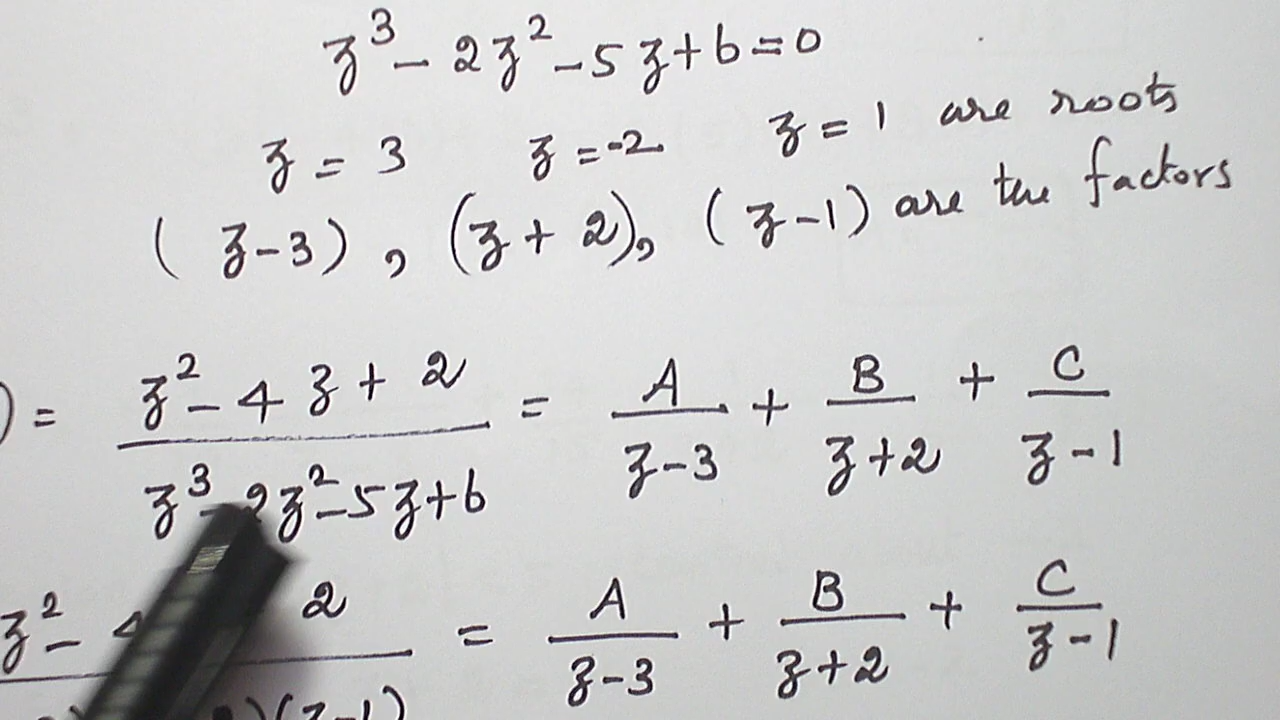 z³ - 2z² - 5z + 6 = 0
z = 3 z = -2 z = 1 are roots
(z - 3), (z + 2), (z - 1) are the factors
) = z² - 4z + 2 / z³ - 2z² - 5z + 6 = A / z - 3 + B / z + 2 + C / z - 1
z² - 4 2 / )(z - 1) = A / z - 3 + B / z + 2 + C / z - 1